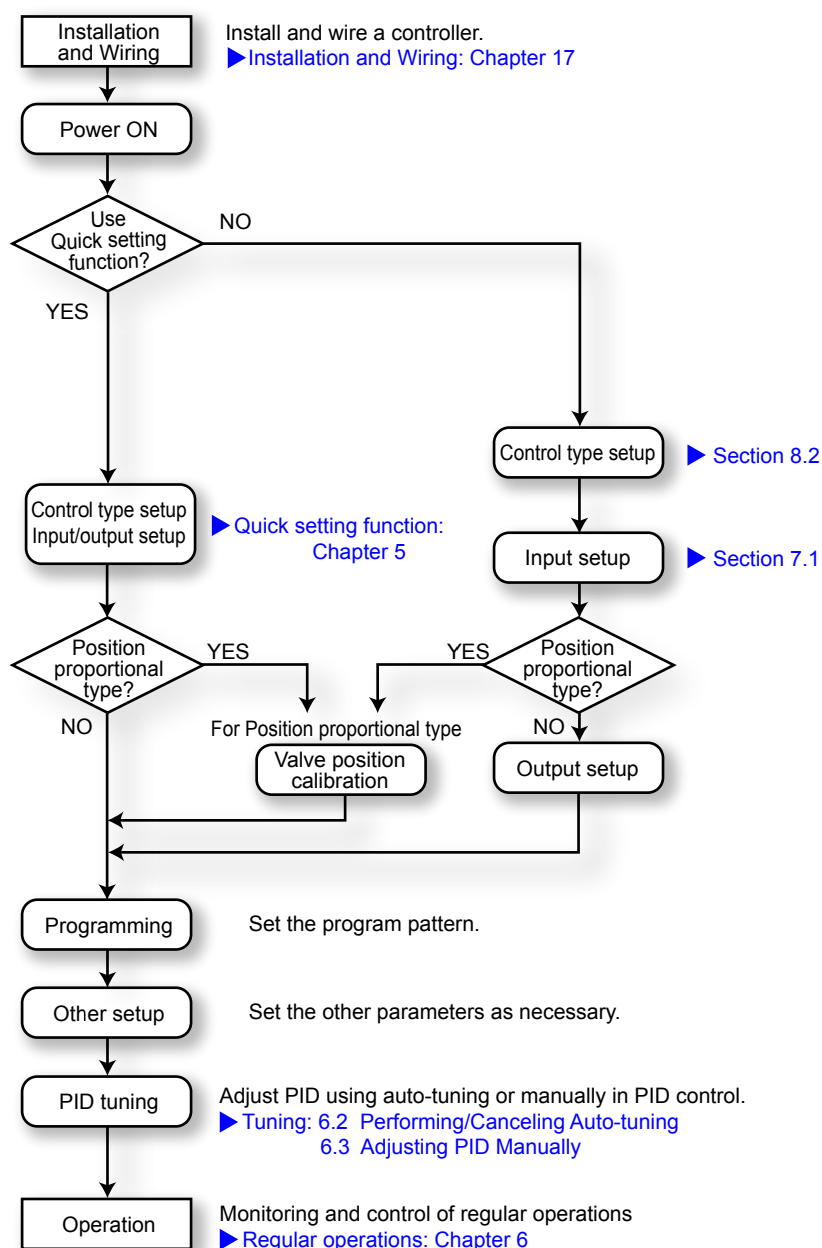 Installation
and Wiring
Install and wire a controller.
▶Installation and Wiring: Chapter 17
Power ON
Use
Quick setting
function?
NO
YES
Control type setup
▶ Section 8.2
Control type setup
Input/output setup
▶Quick setting function:
Chapter 5
Input setup
▶ Section 7.1
Position
proportional
type?
YES
YES
Position
proportional
type?
NO
For Position proportional type
NO
Valve position
calibration
Output setup
Programming
Set the program pattern.
Other setup
Set the other parameters as necessary.
PID tuning
Adjust PID using auto-tuning or manually in PID control.
▶ Tuning: 6.2 Performing/Canceling Auto-tuning
6.3 Adjusting PID Manually
Operation
Monitoring and control of regular operations
▶ Regular operations: Chapter 6